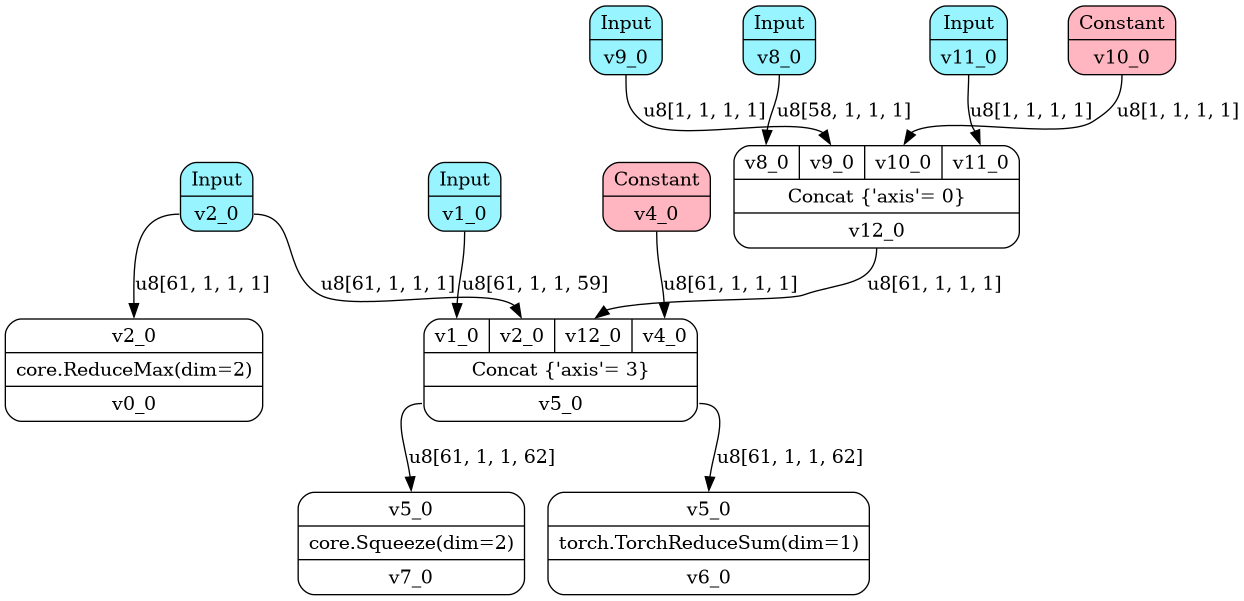 Input
v9_0
Input
v8_0
Input
v11_0
Constant
v10_0
u8[1, 1, 1, 1]
u8[58, 1, 1, 1]
u8[1, 1, 1, 1]
u8[1, 1, 1, 1]
v8_0 v9_0 v10_0 v11_0
Concat {'axis'= 0}
v12_0
Input
v2_0
Input
v1_0
Constant
v4_0
u8[61, 1, 1, 1]
u8[61, 1, 1, 1]
u8[61, 1, 1, 59]
u8[61, 1, 1, 1]
u8[61, 1, 1, 1]
v2_0
core.ReduceMax(dim=2)
v0_0
v1_0 v2_0 v12_0 v4_0
Concat {'axis'= 3}
v5_0
u8[61, 1, 1, 62]
u8[61, 1, 1, 62]
v5_0
core.Squeeze(dim=2)
v7_0
v5_0
torch.TorchReduceSum(dim=1)
v6_0